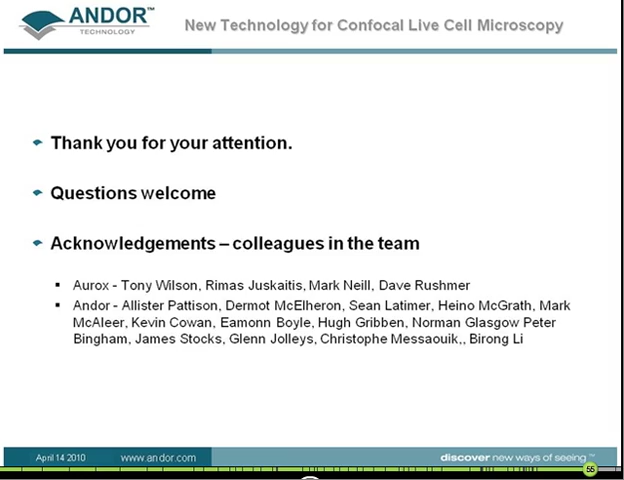 ANDOR™
TECHNOLOGY
New Technology for Confocal Live Cell Microscopy
Thank you for your attention.
Questions welcome
Acknowledgements – colleagues in the team
Aurox - Tony Wilson, Rimas Juskaitis, Mark Neill, Dave Rushmer
Andor - Allister Pattison, Dermot McElheron, Sean Latimer, Heino McGrath, Mark
McAleer, Kevin Cowan, Eamonn Boyle, Hugh Gribben, Norman Glasgow Peter
Bingham, James Stocks, Glenn Jolleys, Christophe Messaouik,, Birong Li
April 14 2010
www.andor.com
discover new ways of seeing™
55